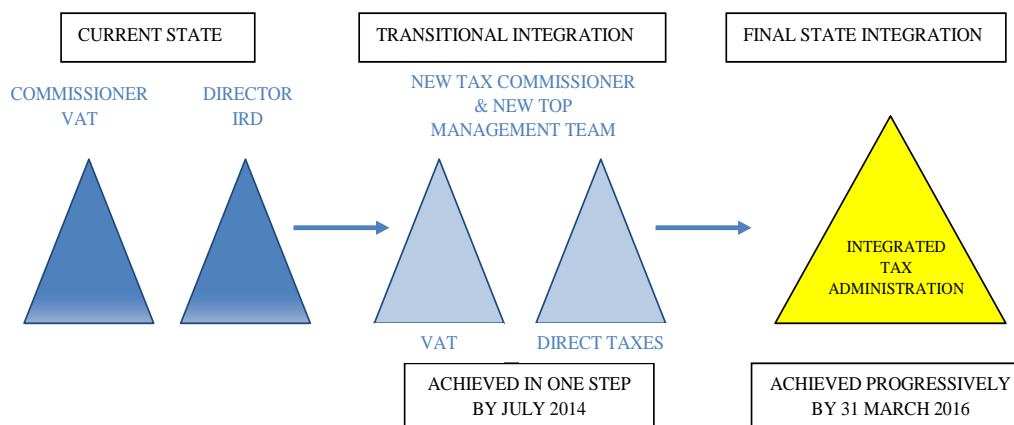 CURRENT STATE
TRANSITIONAL INTEGRATION
FINAL STATE INTEGRATION
COMMISSIONER
VAT
DIRECTOR
IRD
NEW TAX COMMISSIONER
& NEW TOP
MANAGEMENT TEAM
INTEGRATED
TAX
ADMINISTRATION
VAT
DIRECT TAXES
ACHIEVED IN ONE STEP
BY JULY 2014
ACHIEVED PROGRESSIVELY
BY 31 MARCH 2016